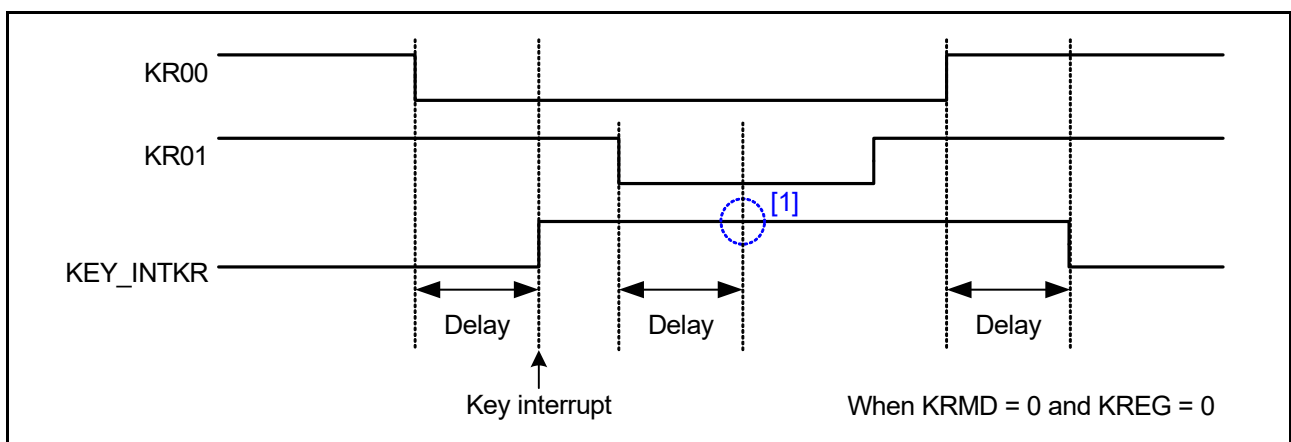 KR00
KR01
[1]
KEY_INTKR
Delay Delay Delay
Key interrupt When KRMD = 0 and KREG = 0